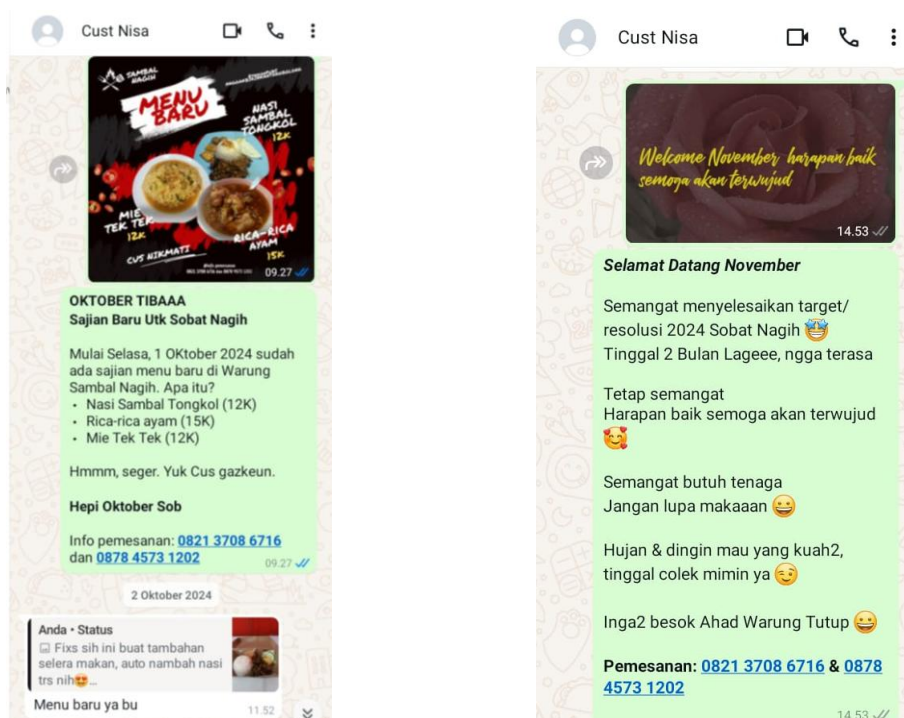 Cust Nisa
SAMBAL
NAGIH
MENU
BARU
NASI
SAMBAL
TONGKOL
12K
MIE
TEK TEK
12K
RICA-RICA
AYAM
15K
CUS NIKMATI
09.27
OKTOBER TIBAAA
Sajian Baru Utk Sobat Nagih
Mulai Selasa, 1 OKtober 2024 sudah
ada sajian menu baru di Warung
Sambal Nagih. Apa itu?
• Nasi Sambal Tongkol (12K)
• Rica-rica ayam (15K)
• Mie Tek Tek (12K)
Hmmm, seger. Yuk Cus gazkeun.
Hepi Oktober Sob
Info pemesanan: 0821 3708 6716
dan 0878 4573 1202
09.27
2 Oktober 2024
Anda • Status
Fixs sih ini buat tambahan
selera makan, auto nambah nasi
trs nih😍...
Menu baru ya bu
11.52
Cust Nisa
Welcome November harapan baik
semoga akan terwujud
14.53
Selamat Datang November
Semangat menyelesaikan target/
resolusi 2024 Sobat Nagih 🤩
Tinggal 2 Bulan Lageee, ngga terasa
Tetap semangat
Harapan baik semoga akan terwujud
🥰
Semangat butuh tenaga
Jangan lupa makaaan 😀
Hujan & dingin mau yang kuah2,
tinggal colek mimin ya 😉
Inga2 besok Ahad Warung Tutup 😀
Pemesanan: 0821 3708 6716 & 0878
4573 1202
14.53